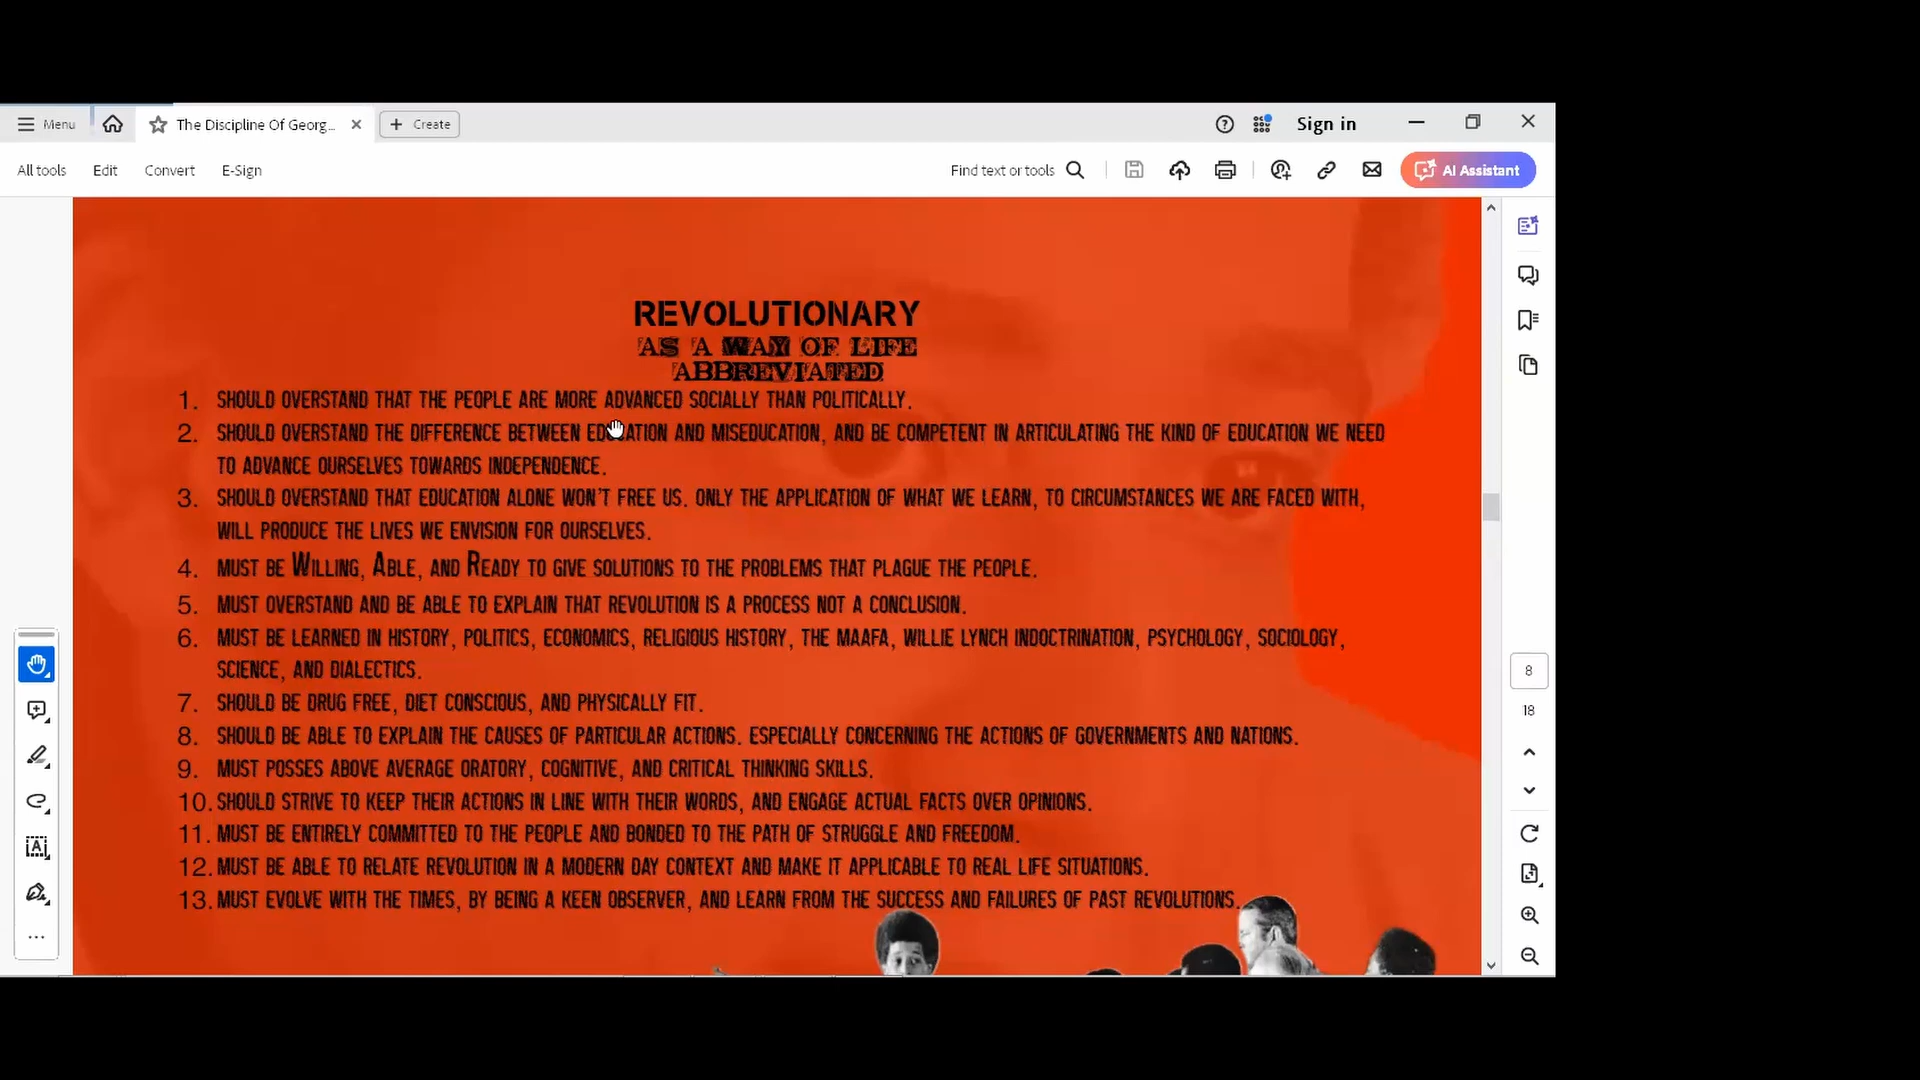 Menu
The Discipline Of Georg...
Create
Sign in
All tools
Edit
Convert
E-Sign
Find text or tools
AI Assistant
REVOLUTIONARY
AS A WAY OF LIFE
ABBREVIATED
1. SHOULD OVERSTAND THAT THE PEOPLE ARE MORE ADVANCED SOCIALLY THAN POLITICALLY.
2. SHOULD OVERSTAND THE DIFFERENCE BETWEEN EDUCATION AND MISEDUCATION, AND BE COMPETENT IN ARTICULATING THE KIND OF EDUCATION WE NEED
TO ADVANCE OURSELVES TOWARDS INDEPENDENCE.
3. SHOULD OVERSTAND THAT EDUCATION ALONE WON'T FREE US. ONLY THE APPLICATION OF WHAT WE LEARN, TO CIRCUMSTANCES WE ARE FACED WITH,
WILL PRODUCE THE LIVES WE ENVISION FOR OURSELVES.
4. MUST BE WILLING, ABLE, AND READY TO GIVE SOLUTIONS TO THE PROBLEMS THAT PLAGUE THE PEOPLE.
5. MUST OVERSTAND AND BE ABLE TO EXPLAIN THAT REVOLUTION IS A PROCESS NOT A CONCLUSION.
6. MUST BE LEARNED IN HISTORY, POLITICS, ECONOMICS, RELIGIOUS HISTORY, THE MAAFA, WILLIE LYNCH INDOCTRINATION, PSYCHOLOGY, SOCIOLOGY,
SCIENCE, AND DIALECTICS.
7. SHOULD BE DRUG FREE, DIET CONSCIOUS, AND PHYSICALLY FIT.
8. SHOULD BE ABLE TO EXPLAIN THE CAUSES OF PARTICULAR ACTIONS. ESPECIALLY CONCERNING THE ACTIONS OF GOVERNMENTS AND NATIONS.
9. MUST POSSES ABOVE AVERAGE ORATORY, COGNITIVE, AND CRITICAL THINKING SKILLS.
10. SHOULD STRIVE TO KEEP THEIR ACTIONS IN LINE WITH THEIR WORDS, AND ENGAGE ACTUAL FACTS OVER OPINIONS.
11. MUST BE ENTIRELY COMMITTED TO THE PEOPLE AND BONDED TO THE PATH OF STRUGGLE AND FREEDOM.
12. MUST BE ABLE TO RELATE REVOLUTION IN A MODERN DAY CONTEXT AND MAKE IT APPLICABLE TO REAL LIFE SITUATIONS.
13. MUST EVOLVE WITH THE TIMES, BY BEING A KEEN OBSERVER, AND LEARN FROM THE SUCCESS AND FAILURES OF PAST REVOLUTIONS.
8
18